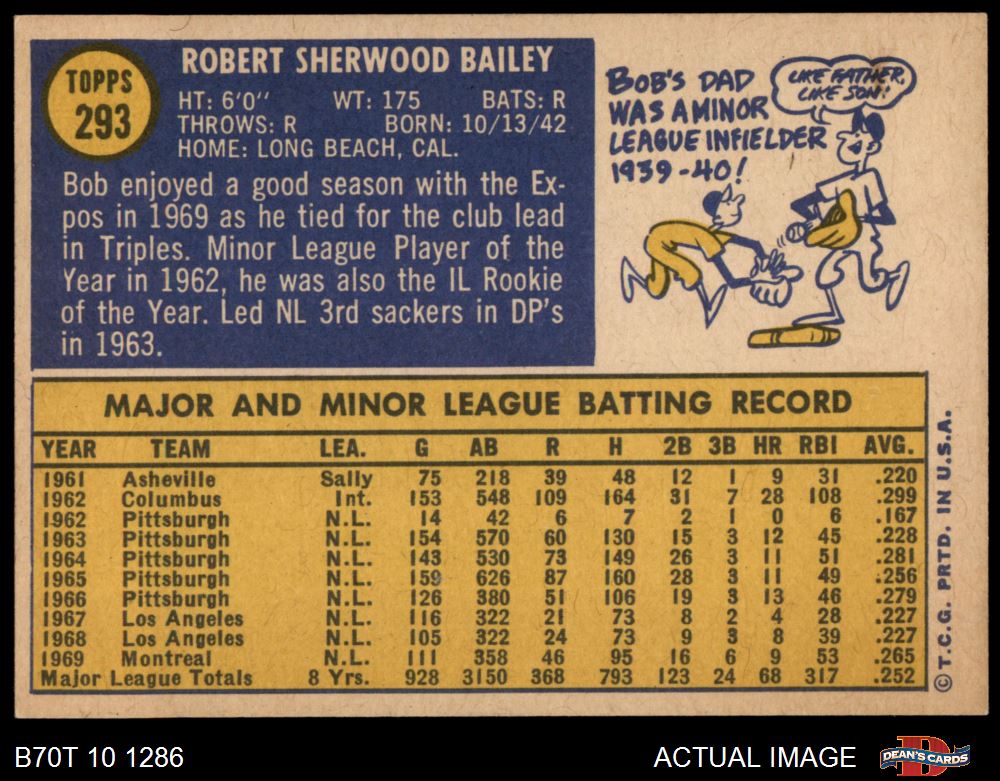 TOPPS
293
ROBERT SHERWOOD BAILEY
HT: 6'0" WT: 175 BATS: R
THROWS: R BORN: 10/13/42
HOME: LONG BEACH, CAL.
Bob enjoyed a good season with the Ex-
pos in 1969 as he tied for the club lead
in Triples. Minor League Player of the
Year in 1962, he was also the IL Rookie
of the Year. Led NL 3rd sackers in DP's
in 1963.
BOB'S DAD
WAS A MINOR
LEAGUE INFIELDER
1939-40!
LIKE FATHER,
LIKE SON!
MAJOR AND MINOR LEAGUE BATTING RECORD
YEAR TEAM LEA. G AB R H 2B 3B HR RBI AVG.
1961 Asheville Sally 75 218 39 48 12 1 9 31 .220
1962 Columbus Int. 153 548 109 164 31 7 28 108 .299
1962 Pittsburgh N.L. 14 42 6 7 2 1 0 6 .167
1963 Pittsburgh N.L. 154 570 60 130 15 3 12 45 .228
1964 Pittsburgh N.L. 143 530 73 149 26 3 11 51 .281
1965 Pittsburgh N.L. 159 626 87 160 28 3 11 49 .256
1966 Pittsburgh N.L. 126 380 51 106 19 3 13 46 .279
1967 Los Angeles N.L. 116 322 21 73 8 2 4 28 .227
1968 Los Angeles N.L. 105 322 24 73 9 3 8 39 .227
1969 Montreal N.L. 111 358 46 95 16 6 9 53 .265
Major League Totals 8 Yrs. 928 3150 368 793 123 24 68 317 .252
© T.C.G. PRTD. IN U.S.A.
B70T 10 1286
ACTUAL IMAGE
DEAN'S CARDS